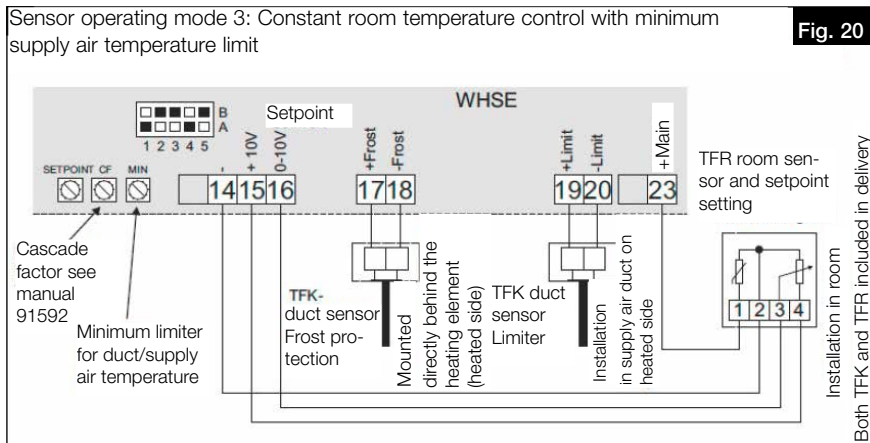 Sensor operating mode 3: Constant room temperature control with minimum
supply air temperature limit
Fig. 20
WHSE
B
A
1 2 3 4 5
Setpoint
SETPOINT CF MIN
-
+ 10V
0-10V
+Frost
-Frost
+Limit
-Limit
+Main
14 15 16
17 18
19 20
23
TFR room sen-
sor and setpoint
setting
Cascade
factor see
manual
91592
Minimum limiter
for duct/supply
air temperature
TFK-
duct sensor
Frost pro-
tection
Mounted
directly behind the
heating element
(heated side)
TFK duct
sensor
Limiter
Installation
in supply air duct on
heated side
1 2 3 4
Installation in room
Both TFK and TFR included in delivery